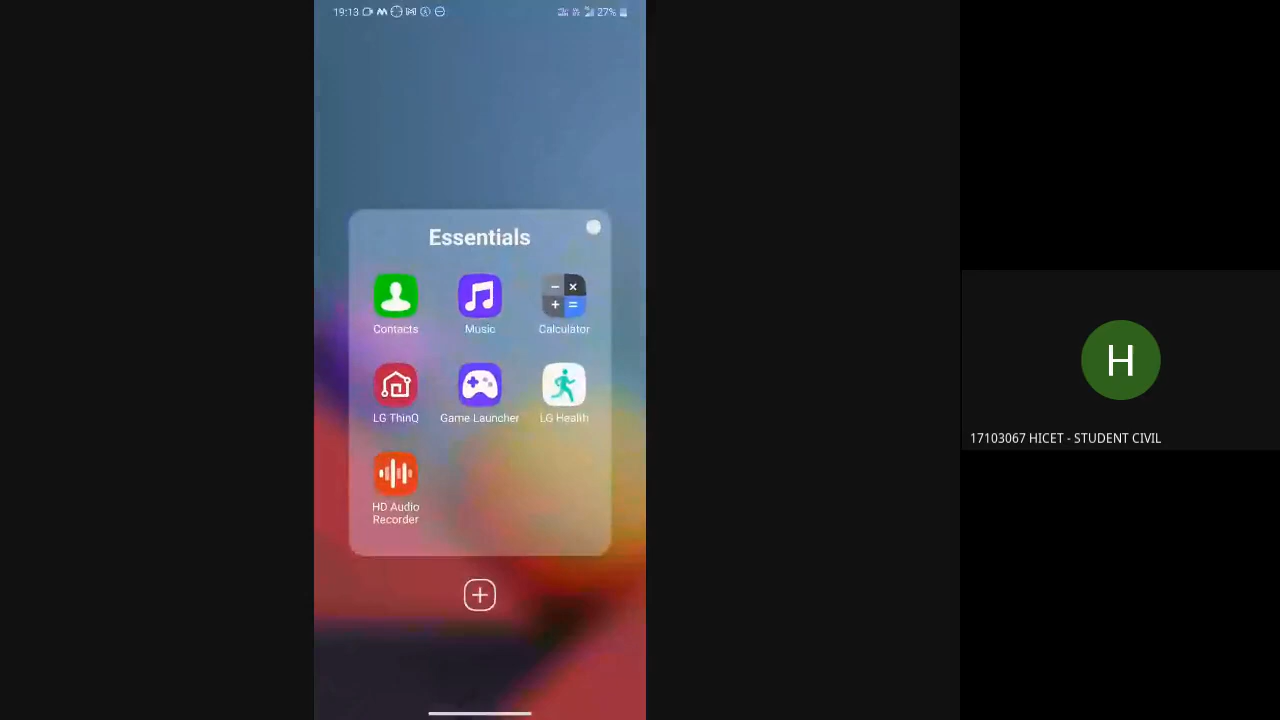 19:13
27%
Essentials
Contacts
Music
Calculator
LG ThinQ
Game Launcher
LG Health
HD Audio
Recorder
H
17103067 HICET - STUDENT CIVIL